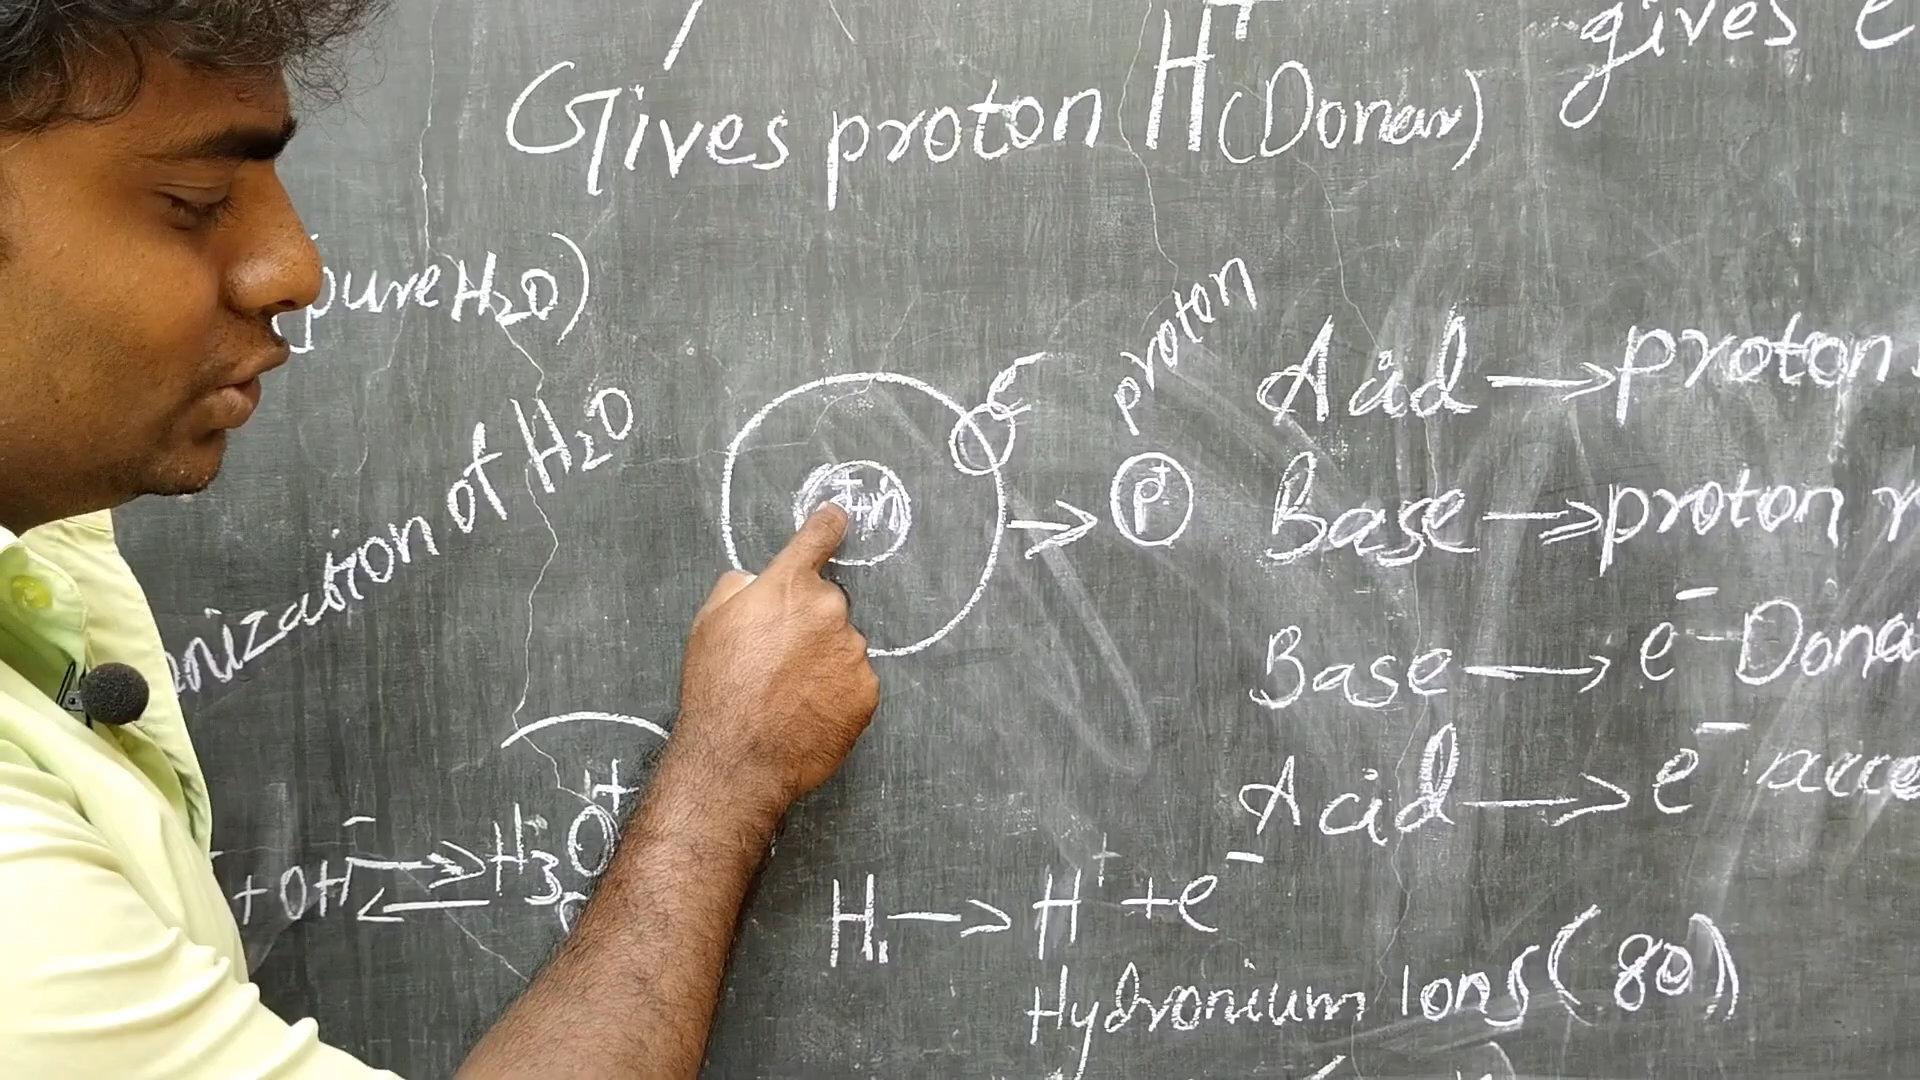 Gives proton H⁺ (Donar)
gives e
(pure H₂O)
nization of H₂O
e⁻
+n
proton
p⁺
Acid → proton
Base → proton
Base → e⁻ Dona
Acid → e⁻ acce
+ OH⁻ ⇌ H₃O⁺
H → H⁺ + e⁻
Hydronium Ions (80)